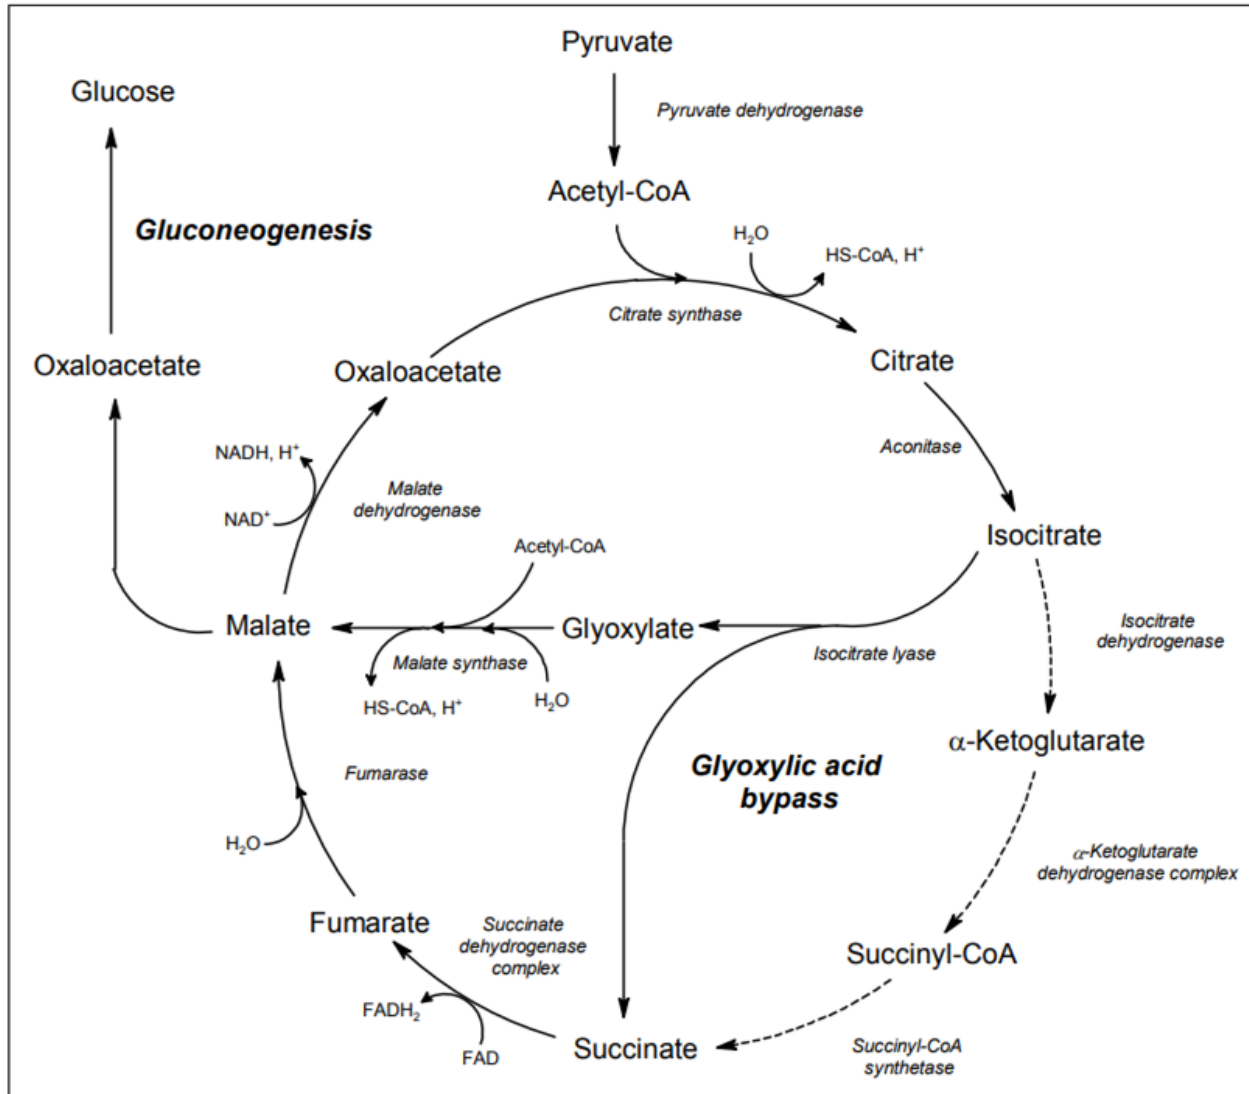 Pyruvate
Glucose
Pyruvate dehydrogenase
Acetyl-CoA
Gluconeogenesis
H₂O
HS-CoA, H⁺
Citrate synthase
Oxaloacetate
Oxaloacetate
Citrate
Aconitase
NADH, H⁺
Malate
dehydrogenase
NAD⁺
Acetyl-CoA
Isocitrate
Malate
Glyoxylate
Isocitrate
dehydrogenase
Isocitrate lyase
Malate synthase
HS-CoA, H⁺
H₂O
α-Ketoglutarate
Glyoxylic acid
bypass
Fumarase
H₂O
α-Ketoglutarate
dehydrogenase complex
Fumarate
Succinate
dehydrogenase
complex
Succinyl-CoA
FADH₂
FAD
Succinate
Succinyl-CoA
synthetase